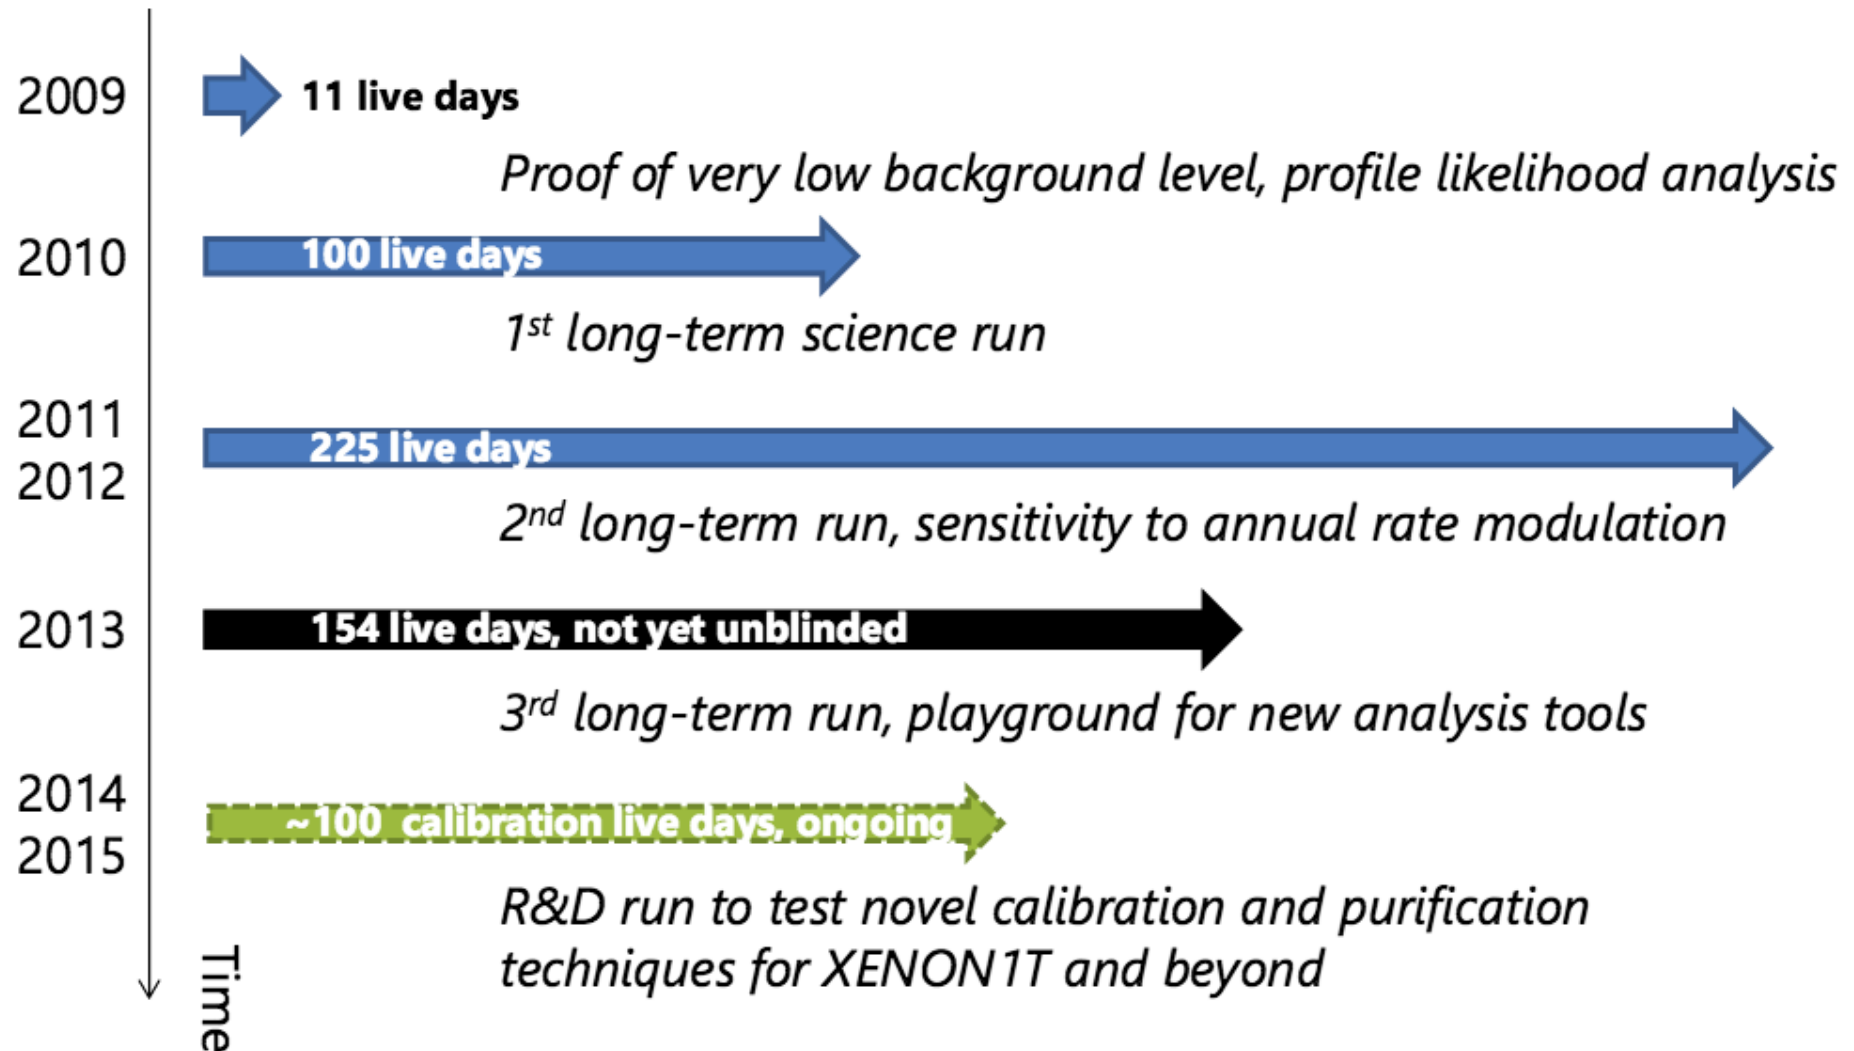 2009
11 live days
Proof of very low background level, profile likelihood analysis
2010
100 live days
1st long-term science run
2011
225 live days
2012
2nd long-term run, sensitivity to annual rate modulation
2013
154 live days, not yet unblinded
3rd long-term run, playground for new analysis tools
2014
~100 calibration live days, ongoing
2015
R&D run to test novel calibration and purification
techniques for XENON1T and beyond
Time